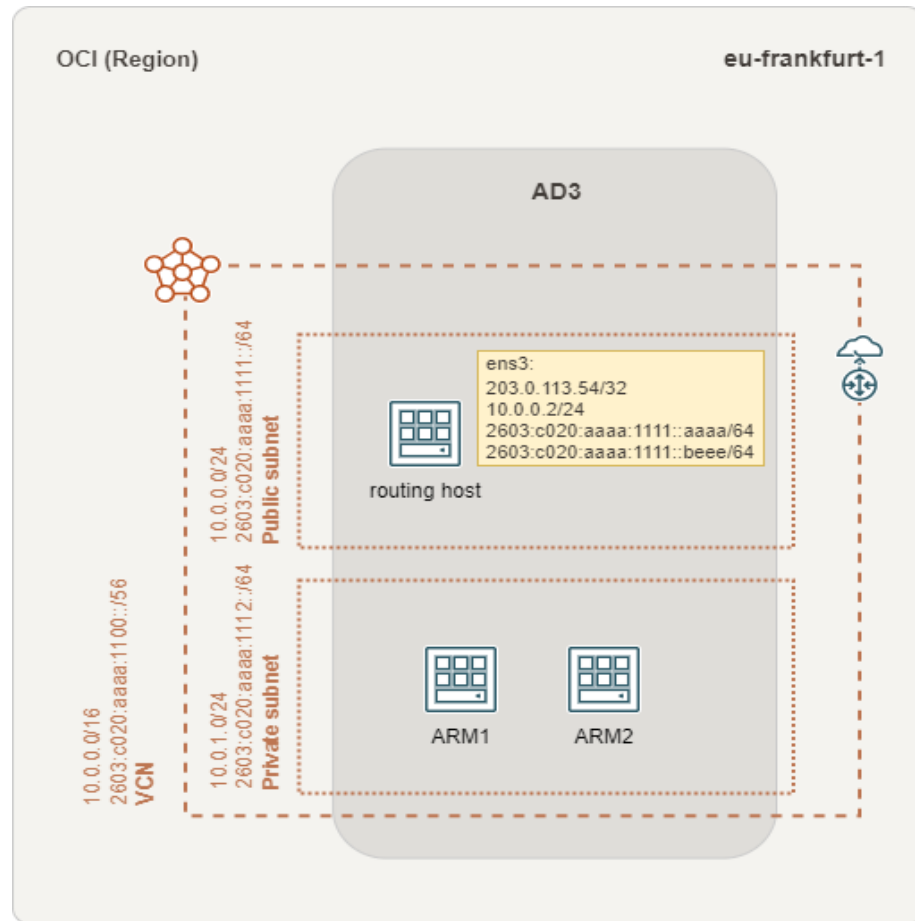 OCI (Region)
eu-frankfurt-1
AD3
10.0.0.0/24
2603:c020:aaaa:1111::/64
Public subnet
ens3:
203.0.113.54/32
10.0.0.2/24
2603:c020:aaaa:1111::aaaa/64
2603:c020:aaaa:1111::beee/64
routing host
10.0.0.0/16
2603:c020:aaaa:1100::/56
VCN
10.0.1.0/24
2603:c020:aaaa:1112::/64
Private subnet
ARM1
ARM2